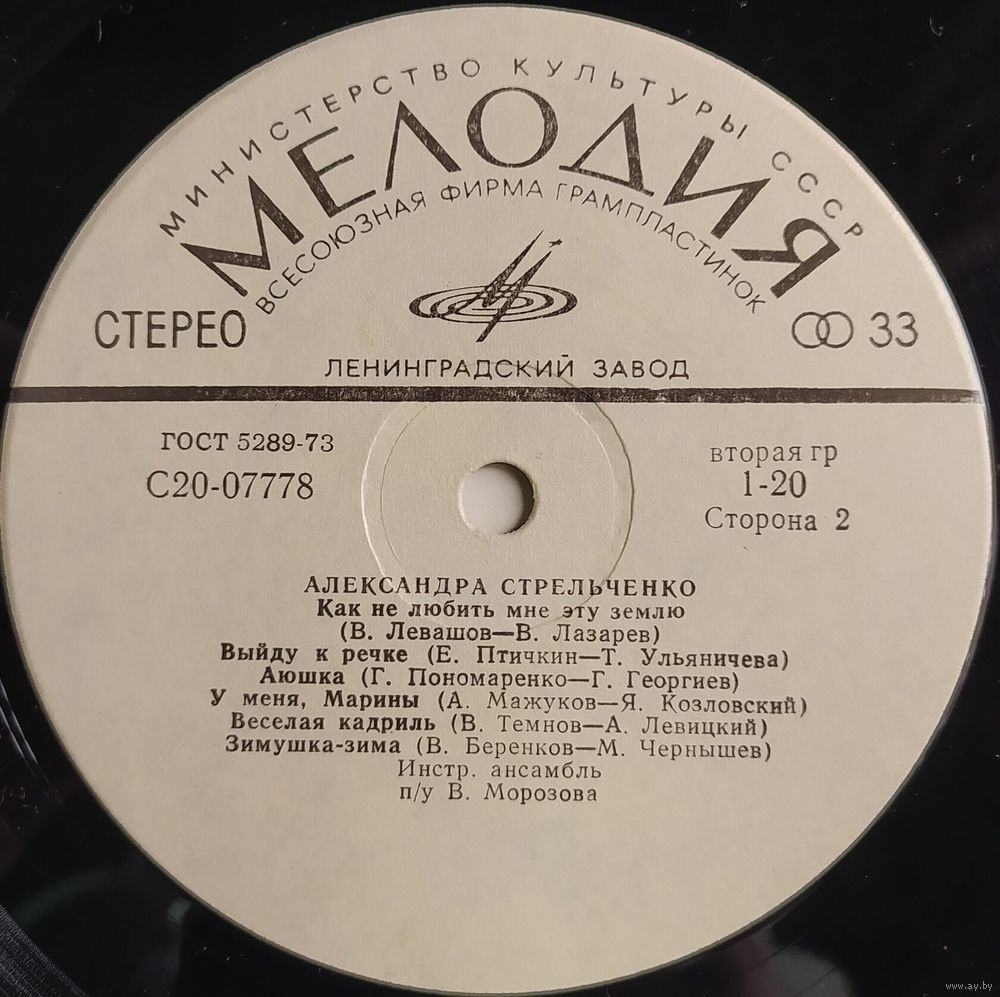 МИНИСТЕРСТВО КУЛЬТУРЫ СССР
МЕЛОДИЯ
ВСЕСОЮЗНАЯ ФИРМА ГРАМПЛАСТИНОК
СТЕРЕО
33
ЛЕНИНГРАДСКИЙ ЗАВОД
ГОСТ 5289-73
С20-07778
вторая гр
1-20
Сторона 2
АЛЕКСАНДРА СТРЕЛЬЧЕНКО
Как не любить мне эту землю
(В. Левашов—В. Лазарев)
Выйду к речке (Е. Птичкин—Т. Ульяничева)
Аюшка (Г. Пономаренко—Г. Георгиев)
У меня, Марины (А. Мажуков—Я. Козловский)
Веселая кадриль (В. Темнов—А. Левицкий)
Зимушка-зима (В. Беренков—М. Чернышев)
Инстр. ансамбль
п/у В. Морозова
www.ay.by